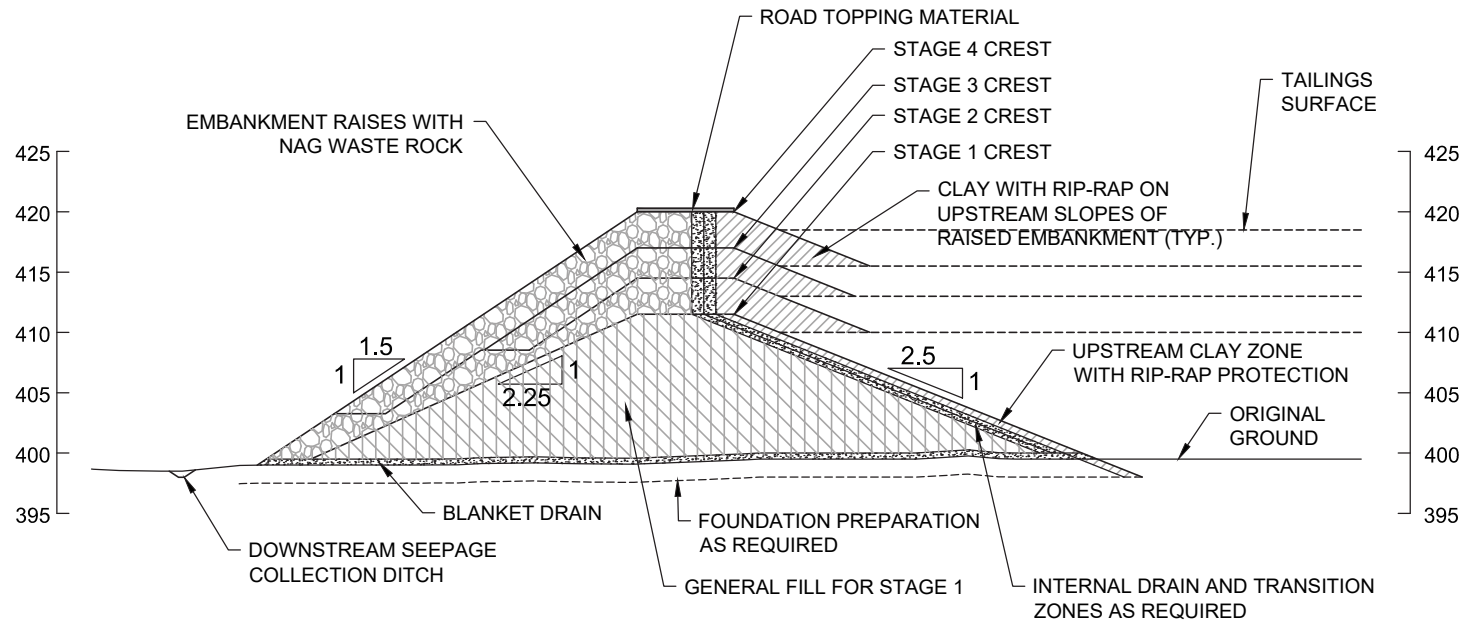 ROAD TOPPING MATERIAL
STAGE 4 CREST
STAGE 3 CREST
STAGE 2 CREST
STAGE 1 CREST
TAILINGS
SURFACE
EMBANKMENT RAISES WITH
NAG WASTE ROCK
CLAY WITH RIP-RAP ON
UPSTREAM SLOPES OF
RAISED EMBANKMENT (TYP.)
425
420
415
410
405
400
395
425
420
415
410
405
400
395
1.5
1
1
2.25
2.5
1
UPSTREAM CLAY ZONE
WITH RIP-RAP PROTECTION
ORIGINAL
GROUND
BLANKET DRAIN
FOUNDATION PREPARATION
AS REQUIRED
DOWNSTREAM SEEPAGE
COLLECTION DITCH
GENERAL FILL FOR STAGE 1
INTERNAL DRAIN AND TRANSITION
ZONES AS REQUIRED